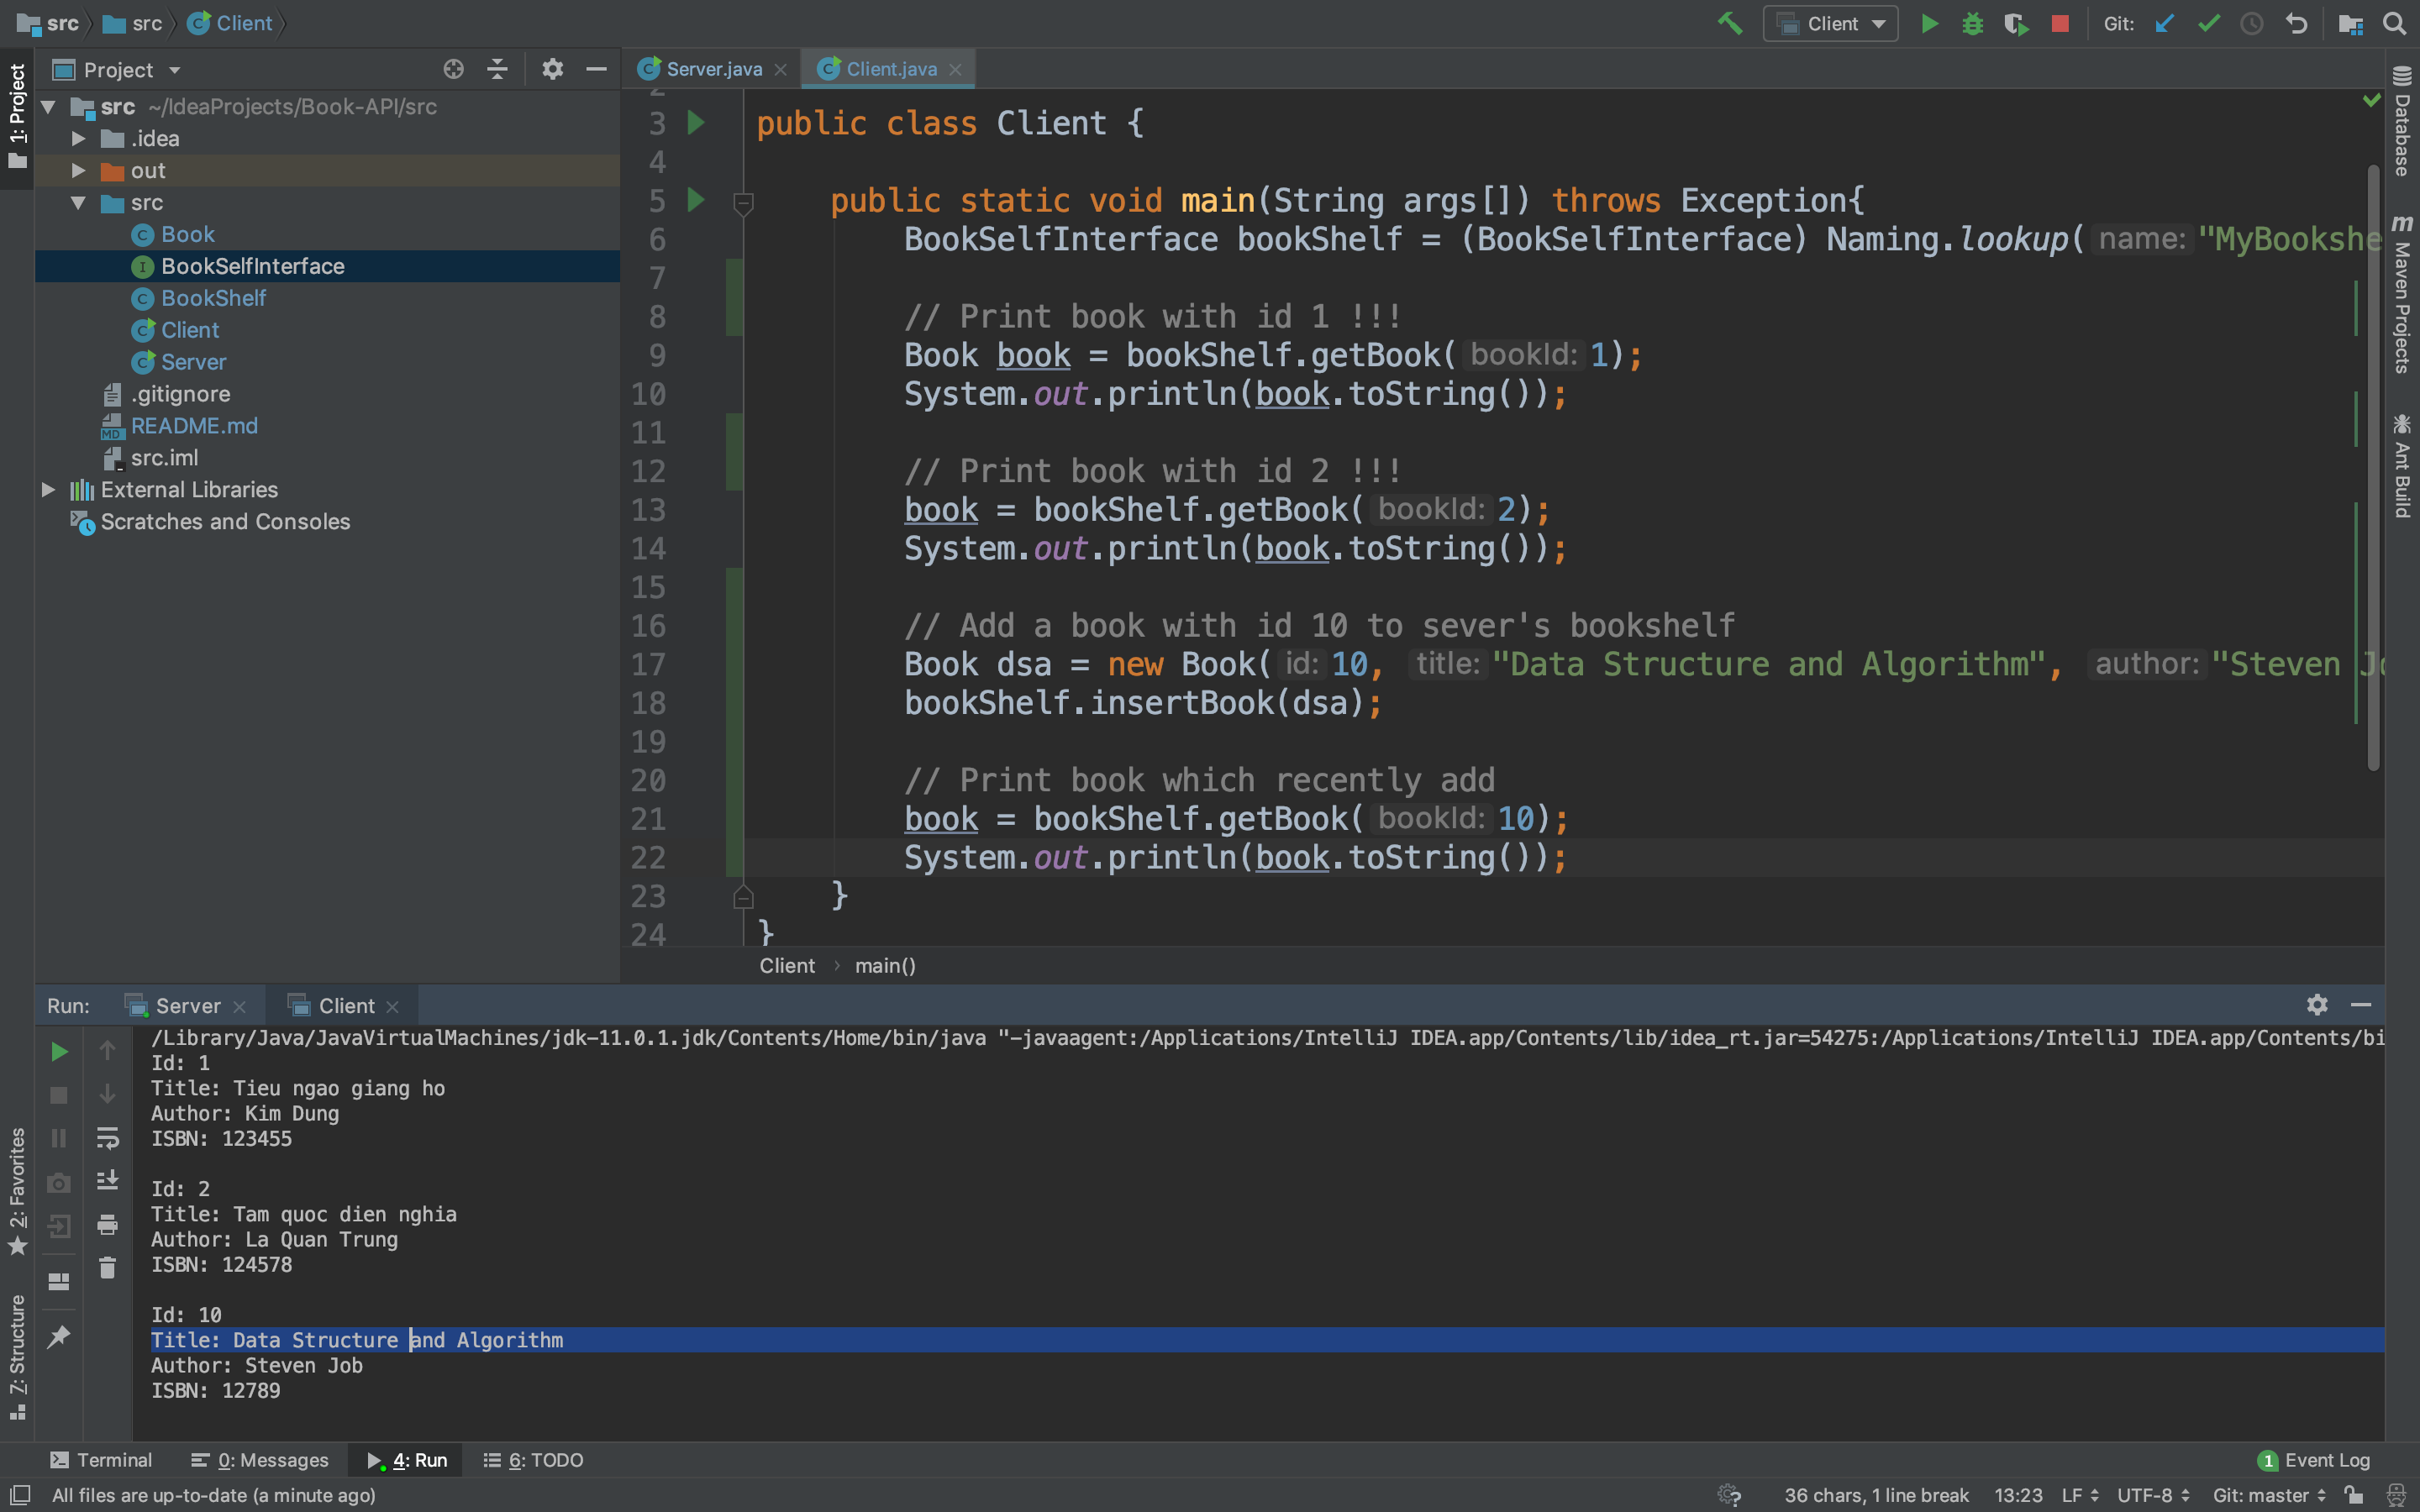 src src Client
Client Git:
1: Project
Project
src ~/IdeaProjects/Book-API/src
.idea
out
src
Book
BookSelfInterface
BookShelf
Client
Server
.gitignore
README.md
src.iml
External Libraries
Scratches and Consoles
Server.java Client.java
2
3 public class Client {
4
5 public static void main(String args[]) throws Exception{
6 BookSelfInterface bookShelf = (BookSelfInterface) Naming.lookup( name: "MyBookshe
7
8 // Print book with id 1 !!!
9 Book book = bookShelf.getBook( bookId: 1);
10 System.out.println(book.toString());
11
12 // Print book with id 2 !!!
13 book = bookShelf.getBook( bookId: 2);
14 System.out.println(book.toString());
15
16 // Add a book with id 10 to sever's bookshelf
17 Book dsa = new Book( id: 10, title: "Data Structure and Algorithm", author: "Steven Jo
18 bookShelf.insertBook(dsa);
19
20 // Print book which recently add
21 book = bookShelf.getBook( bookId: 10);
22 System.out.println(book.toString());
23 }
24 }
Client › main()
Database
Maven Projects
Ant Build
Run: Server Client
/Library/Java/JavaVirtualMachines/jdk-11.0.1.jdk/Contents/Home/bin/java "-javaagent:/Applications/IntelliJ IDEA.app/Contents/lib/idea_rt.jar=54275:/Applications/IntelliJ IDEA.app/Contents/bi
Id: 1
Title: Tieu ngao giang ho
Author: Kim Dung
ISBN: 123455
Id: 2
Title: Tam quoc dien nghia
Author: La Quan Trung
ISBN: 124578
Id: 10
Title: Data Structure and Algorithm
Author: Steven Job
ISBN: 12789
2: Favorites
7: Structure
Terminal 0: Messages 4: Run 6: TODO 1 Event Log
All files are up-to-date (a minute ago) 36 chars, 1 line break 13:23 LF UTF-8 Git: master